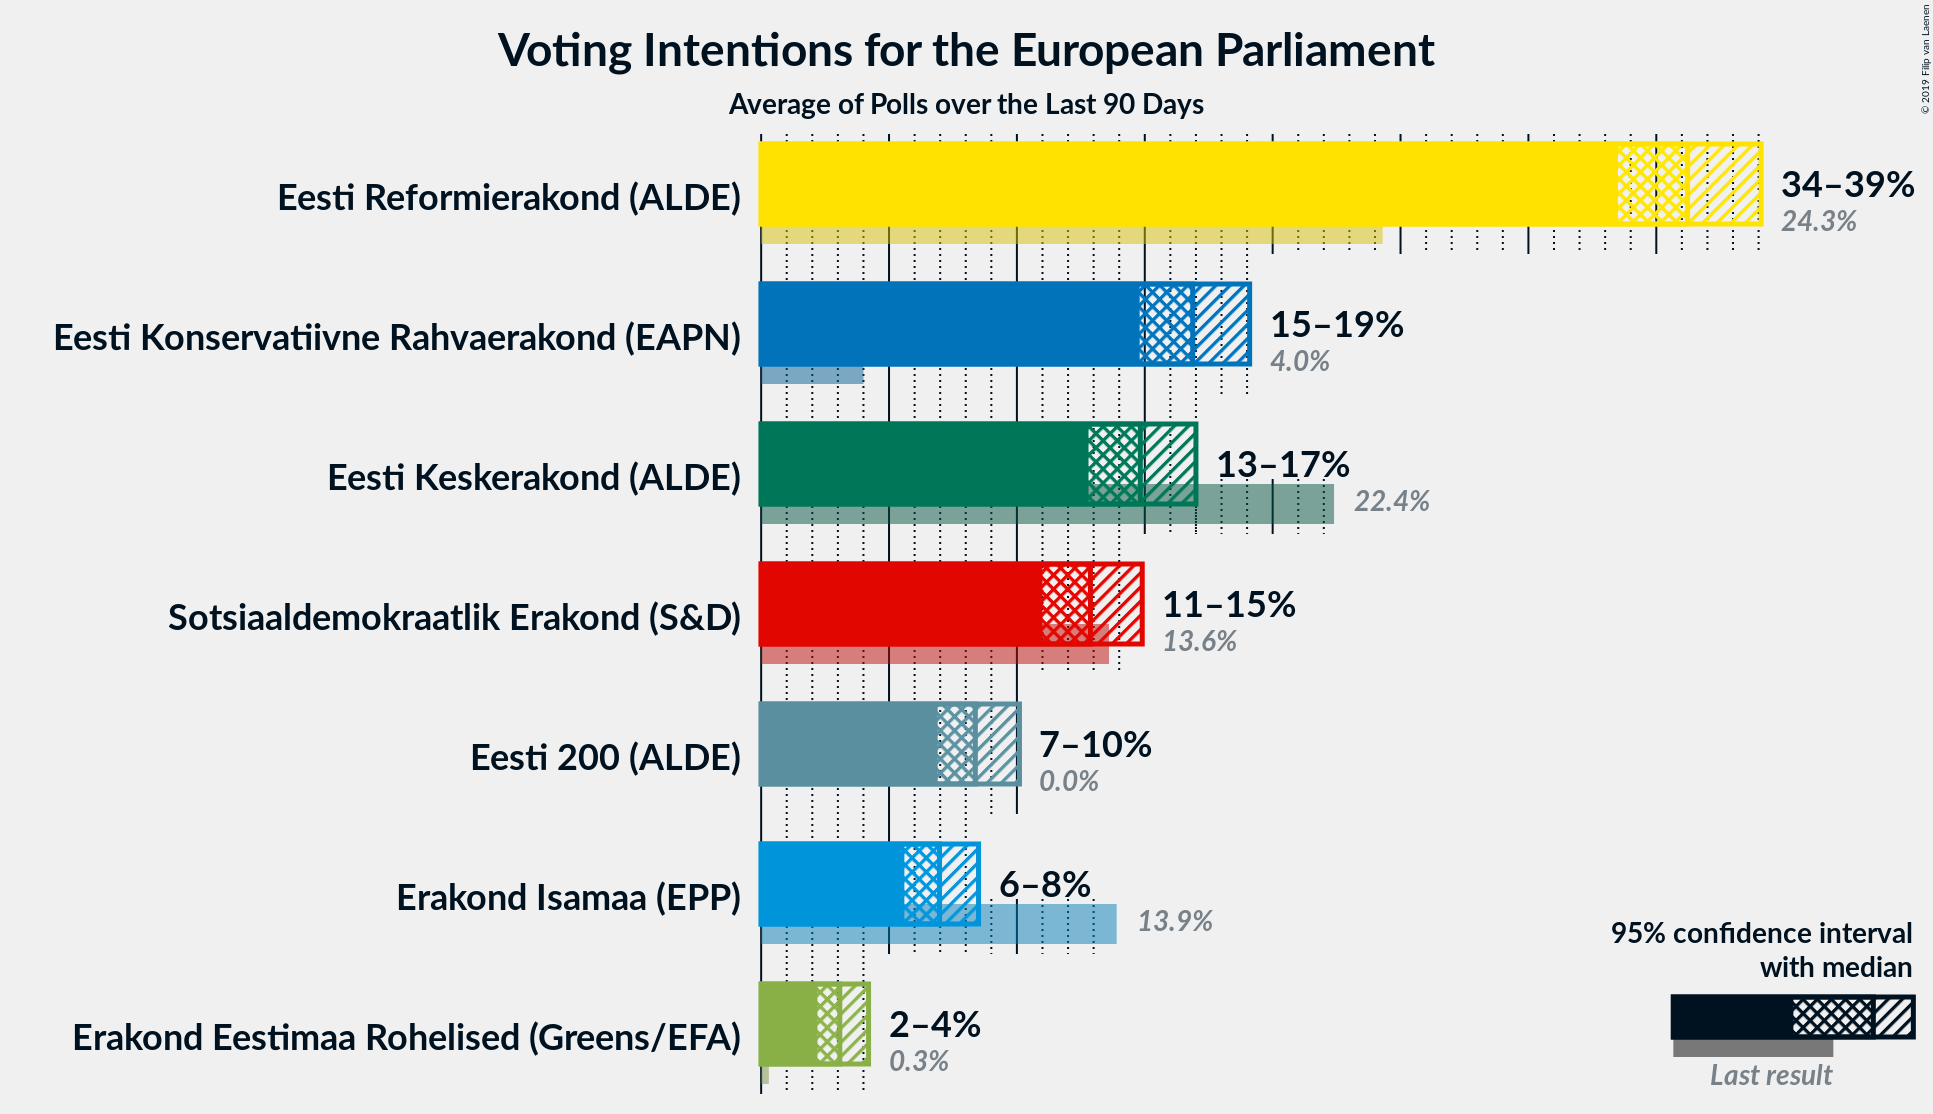 Voting Intentions for the European Parliament
Average of Polls over the Last 90 Days
© 2019 Filip van Laenen
Eesti Reformierakond (ALDE)
34–39%
24.3%
Eesti Konservatiivne Rahvaerakond (EAPN)
15–19%
4.0%
Eesti Keskerakond (ALDE)
13–17%
22.4%
Sotsiaaldemokraatlik Erakond (S&D)
11–15%
13.6%
Eesti 200 (ALDE)
7–10%
0.0%
Erakond Isamaa (EPP)
6–8%
13.9%
Erakond Eestimaa Rohelised (Greens/EFA)
2–4%
0.3%
95% confidence interval
with median
Last result